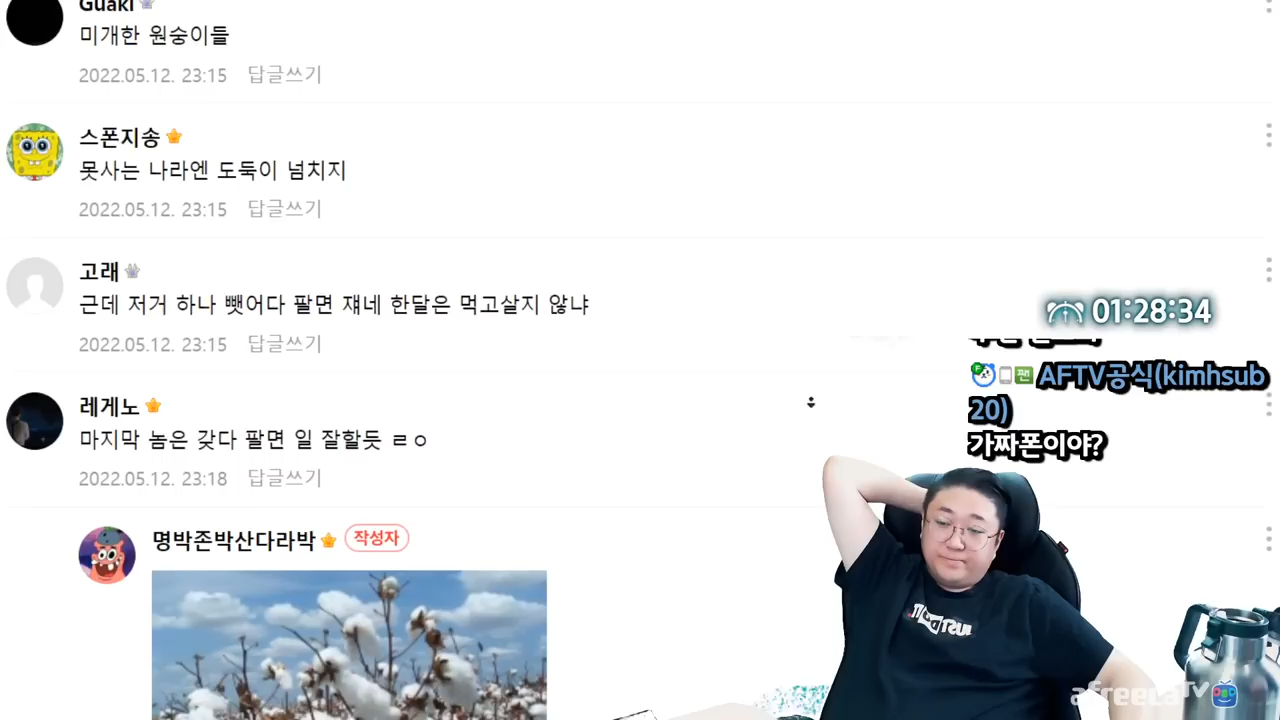 Guaki
미개한 원숭이들
2022.05.12. 23:15 답글쓰기
스폰지송
못사는 나라엔 도둑이 넘치지
2022.05.12. 23:15 답글쓰기
고래
근데 저거 하나 뺏어다 팔면 쟤네 한달은 먹고살지 않냐
2022.05.12. 23:15 답글쓰기
01:28:34
팬 AFTV공식(kimhsub
20)
가짜폰이야?
레게노
마지막 놈은 갖다 팔면 일 잘할듯 ㄹㅇ
2022.05.12. 23:18 답글쓰기
명박존박산다라박 작성자
afreecaTV